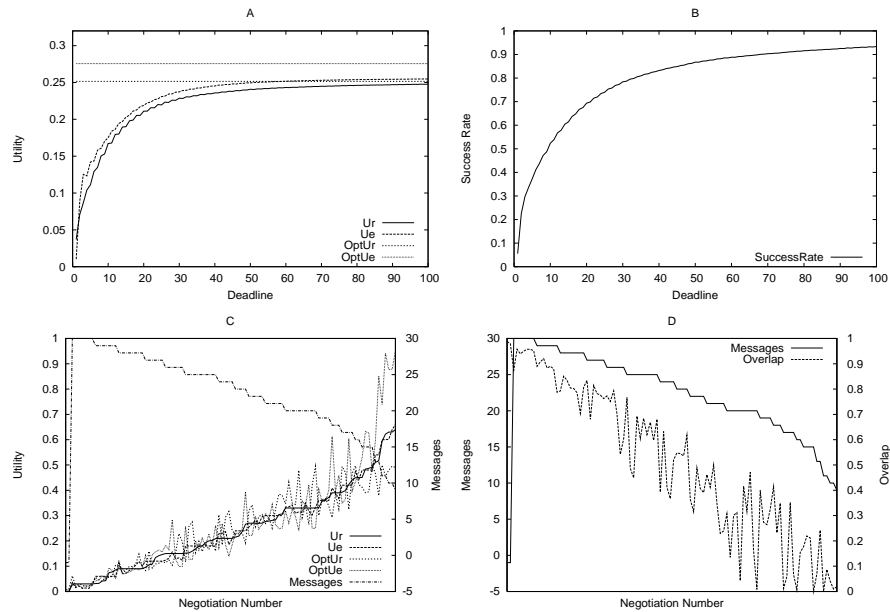 A
Utility
0.3
0.25
0.2
0.15
0.1
0.05
0
0 10 20 30 40 50 60 70 80 90 100
Deadline
Ur
Ue
OptUr
OptUe
B
Success Rate
1
0.9
0.8
0.7
0.6
0.5
0.4
0.3
0.2
0.1
0
0 10 20 30 40 50 60 70 80 90 100
Deadline
SuccessRate
C
Utility
1
0.9
0.8
0.7
0.6
0.5
0.4
0.3
0.2
0.1
0
Negotiation Number
Messages
30
25
20
15
10
5
0
-5
Ur
Ue
OptUr
OptUe
Messages
D
Messages
30
25
20
15
10
5
0
-5
Negotiation Number
Overlap
1
0.9
0.8
0.7
0.6
0.5
0.4
0.3
0.2
0.1
0
Messages
Overlap